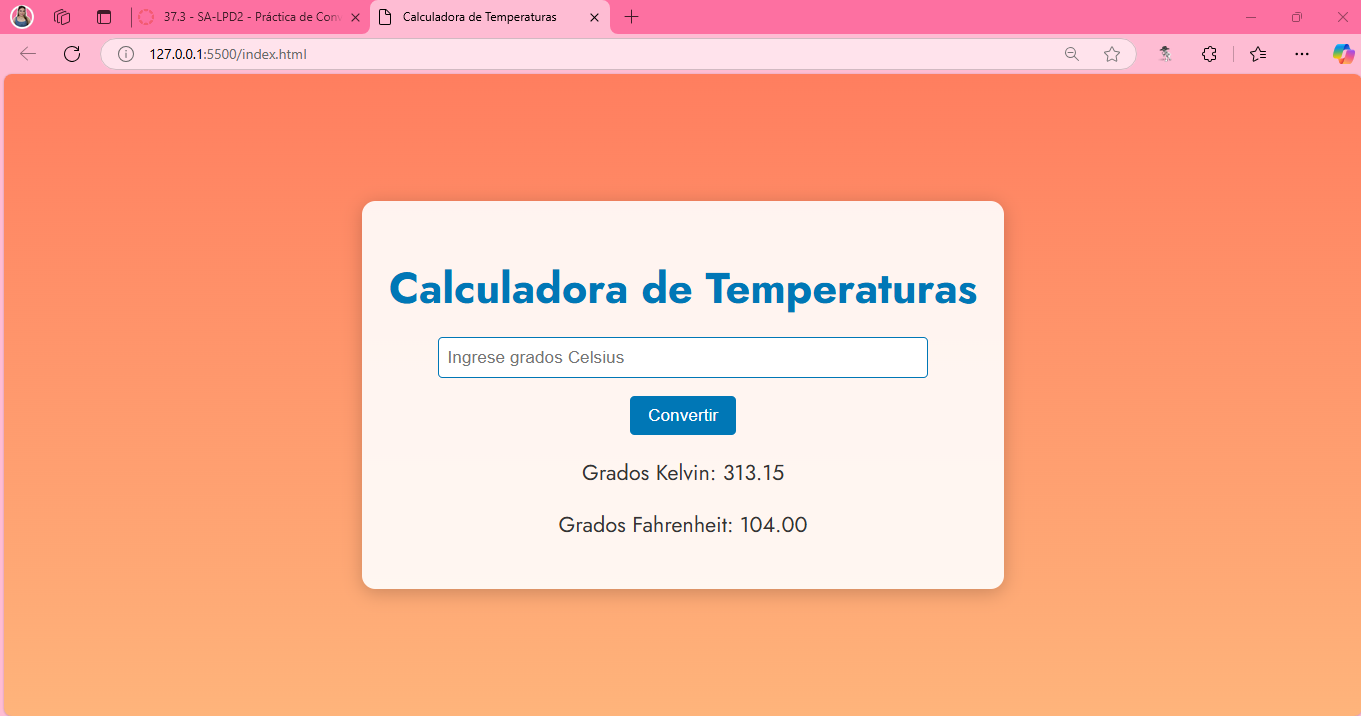 37.3 - SA-LPD2 - Práctica de Con
Calculadora de Temperaturas
127.0.0.1:5500/index.html
Calculadora de Temperaturas
Ingrese grados Celsius
Convertir
Grados Kelvin: 313.15
Grados Fahrenheit: 104.00